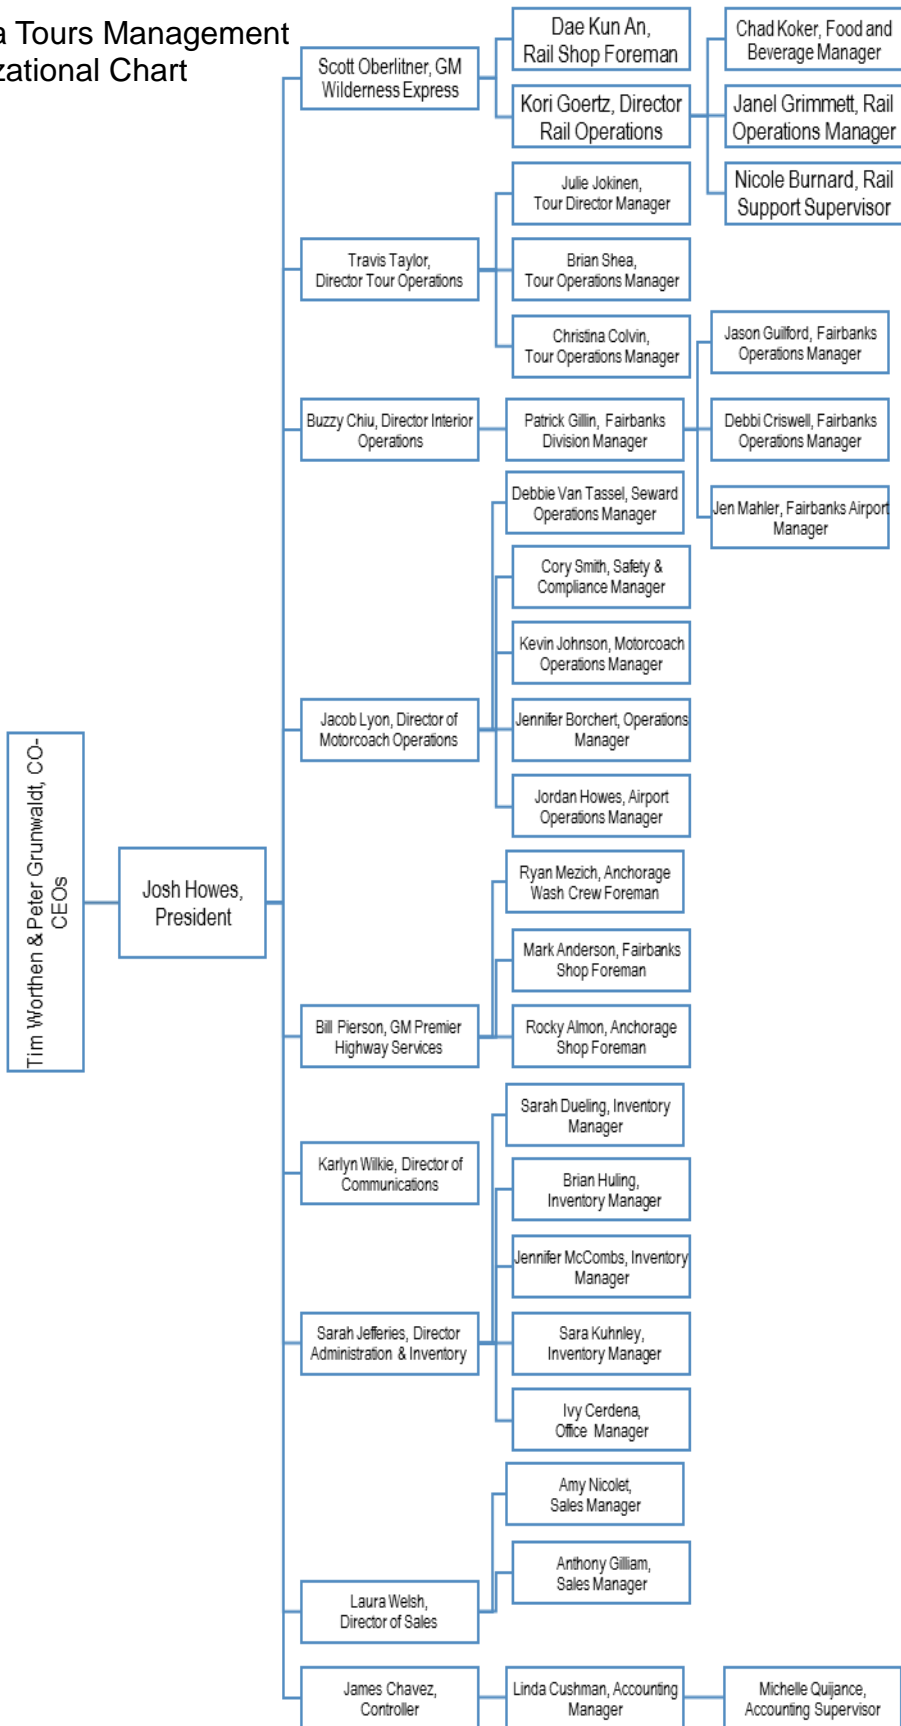 a Tours Management
zational Chart
Tim Worthen & Peter Grunwaldt, CO-
CEOs
Josh Howes,
President
Scott Oberlitner, GM
Wilderness Express
Dae Kun An,
Rail Shop Foreman
Kori Goertz, Director
Rail Operations
Chad Koker, Food and
Beverage Manager
Janel Grimmett, Rail
Operations Manager
Nicole Burnard, Rail
Support Supervisor
Travis Taylor,
Director Tour Operations
Julie Jokinen,
Tour Director Manager
Brian Shea,
Tour Operations Manager
Christina Colvin,
Tour Operations Manager
Buzzy Chiu, Director Interior
Operations
Patrick Gillin, Fairbanks
Division Manager
Jason Guilford, Fairbanks
Operations Manager
Debbi Criswell, Fairbanks
Operations Manager
Jen Mahler, Fairbanks Airport
Manager
Jacob Lyon, Director of
Motorcoach Operations
Debbie Van Tassel, Seward
Operations Manager
Cory Smith, Safety &
Compliance Manager
Kevin Johnson, Motorcoach
Operations Manager
Jennifer Borchert, Operations
Manager
Jordan Howes, Airport
Operations Manager
Bill Pierson, GM Premier
Highway Services
Ryan Mezich, Anchorage
Wash Crew Foreman
Mark Anderson, Fairbanks
Shop Foreman
Rocky Almon, Anchorage
Shop Foreman
Karlyn Wilkie, Director of
Communications
Sarah Jefferies, Director
Administration & Inventory
Sarah Dueling, Inventory
Manager
Brian Huling,
Inventory Manager
Jennifer McCombs, Inventory
Manager
Sara Kuhnley,
Inventory Manager
Ivy Cerdena,
Office Manager
Laura Welsh,
Director of Sales
Amy Nicolet,
Sales Manager
Anthony Gilliam,
Sales Manager
James Chavez,
Controller
Linda Cushman, Accounting
Manager
Michelle Quijance,
Accounting Supervisor